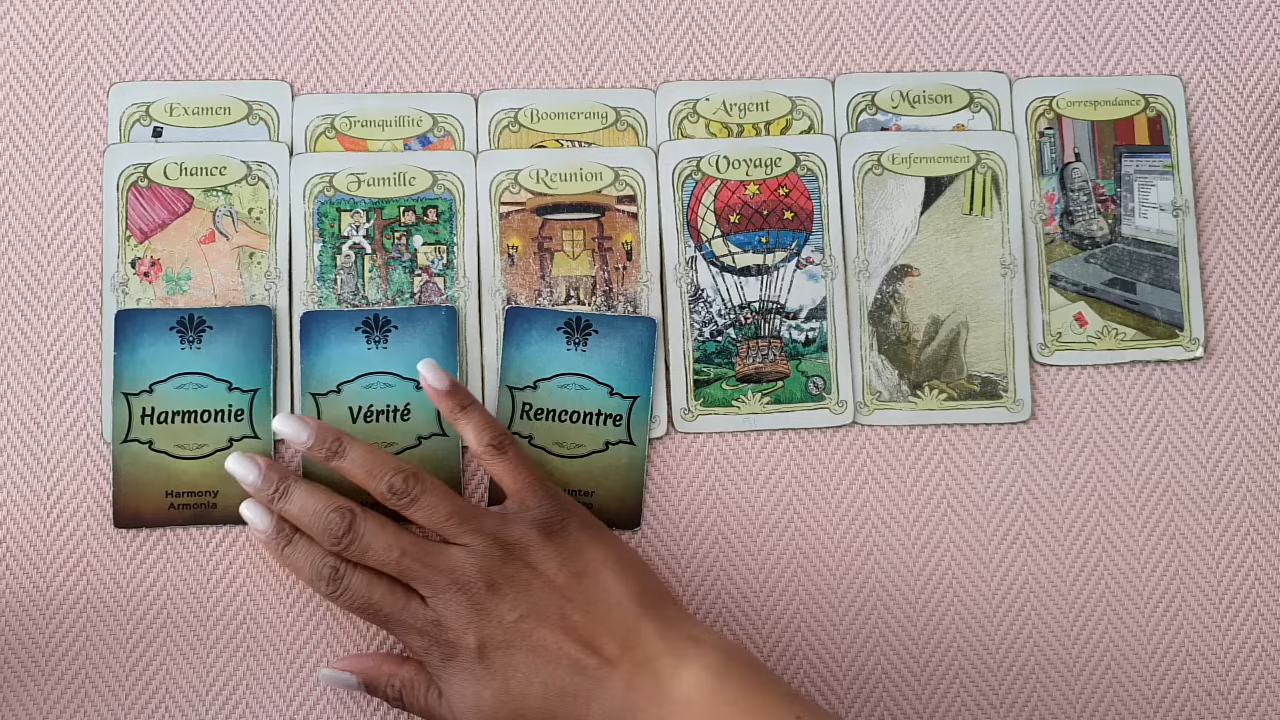 Examen
Tranquillité
Boomerang
Argent
Maison
Correspondance
Chance
Famille
Reunion
Voyage
Enfermement
Harmonie
Harmony
Armonia
Vérité
Rencontre